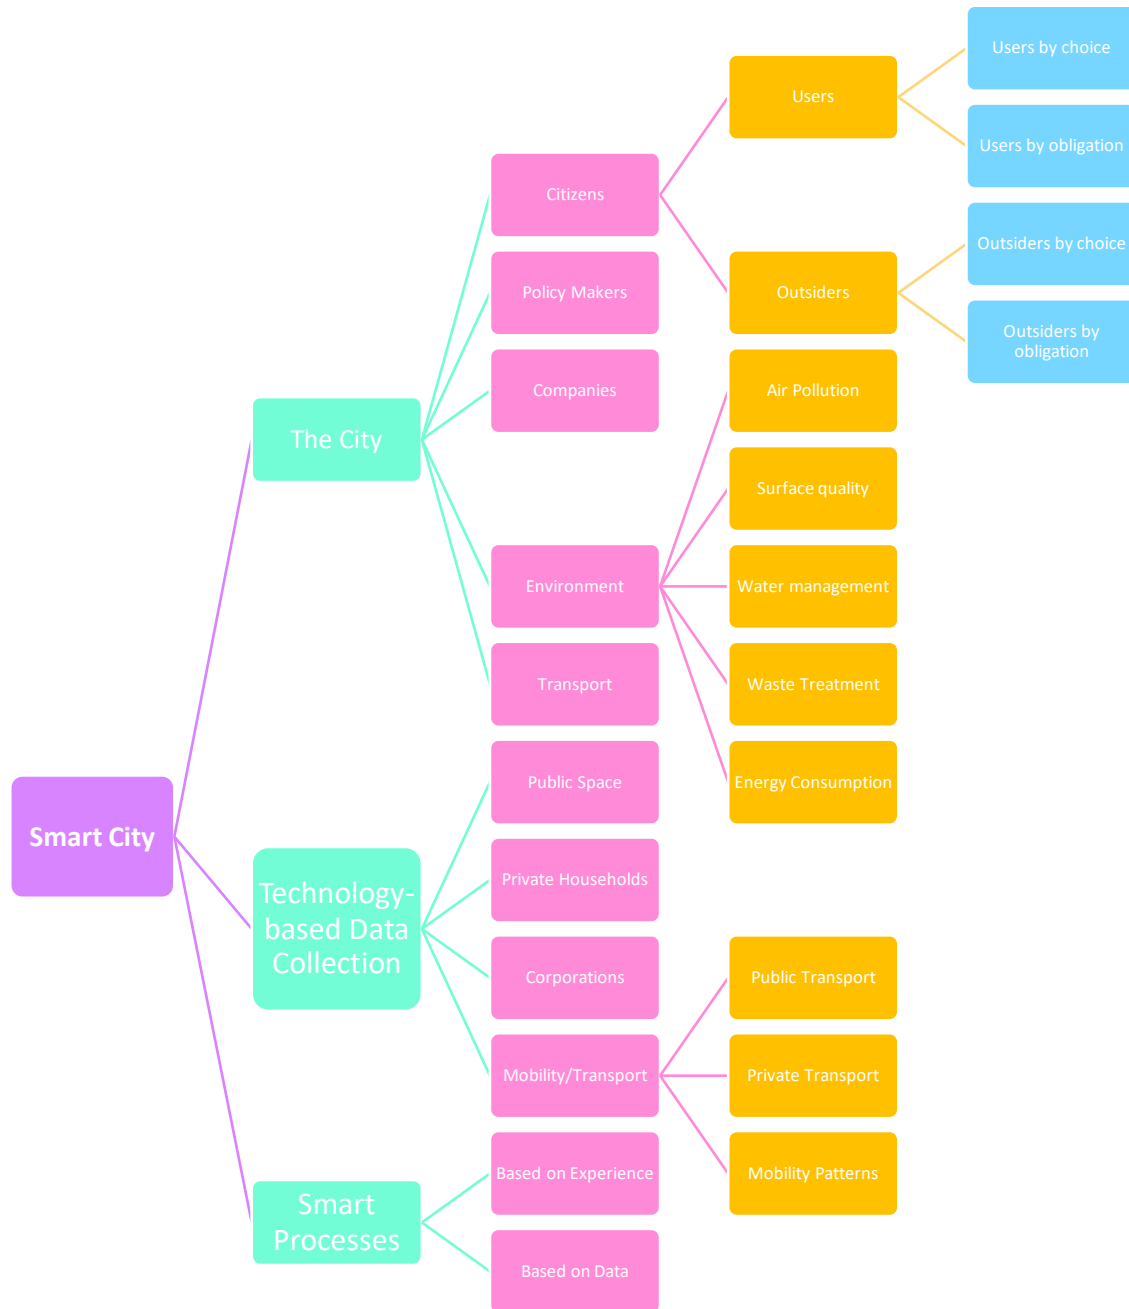 Smart City
The City
Citizens
Users
Users by choice
Users by obligation
Outsiders
Outsiders by choice
Outsiders by
obligation
Policy Makers
Companies
Environment
Air Pollution
Surface quality
Water management
Waste Treatment
Energy Consumption
Transport
Technology-
based Data
Collection
Public Space
Private Households
Corporations
Mobility/Transport
Public Transport
Private Transport
Mobility Patterns
Smart
Processes
Based on Experience
Based on Data